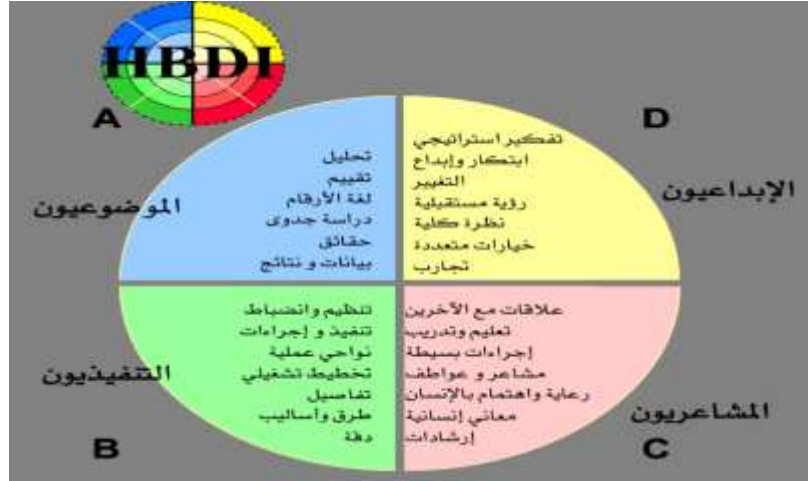 HBDI
A
D
الموضوعيون
تحليل
تقييم
لغة الأرقام
دراسة جدوى
حقائق
بيانات و نتائج
الإبداعيون
تفكير استراتيجي
ابتكار وإبداع
التغيير
رؤية مستقبلية
نظرة كلية
خيارات متعددة
تجارب
التنفيذيون
تنظيم وانضباط
تنفيذ و إجراءات
نواحي عملية
تخطيط تشغيلي
تفاصيل
طرق وأساليب
دقة
B
المشاعريون
علاقات مع الآخرين
تعليم وتدريب
إجراءات بسيطة
مشاعر و عواطف
رعاية واهتمام بالإنسان
معاني إنسانية
إرشادات
C